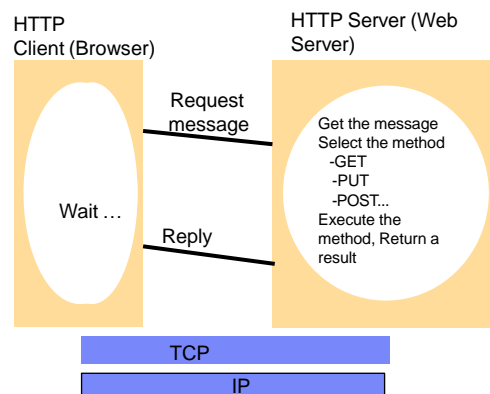 HTTP
Client (Browser)
HTTP Server (Web
Server)
Request
message
Get the message
Select the method
-GET
-PUT
-POST...
Execute the
method, Return a
result
Wait …
Reply
TCP
IP